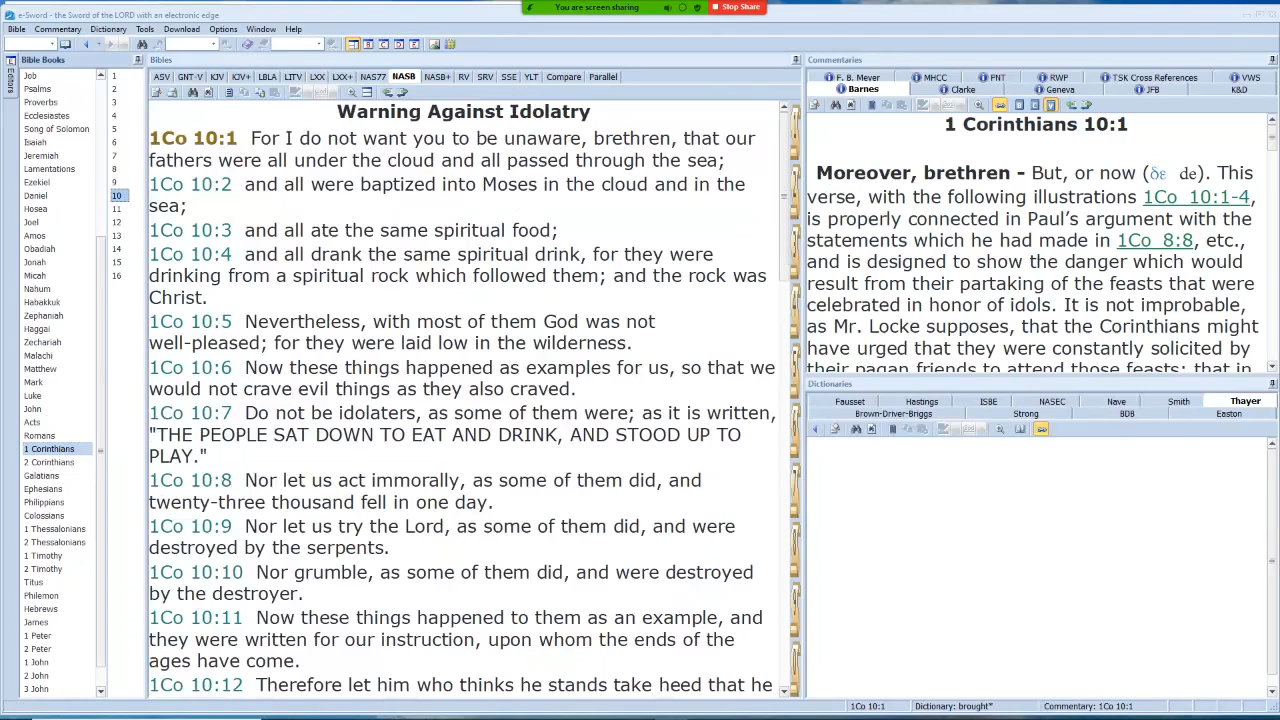 e-Sword - the Sword of the LORD with an electronic edge
You are screen sharing
Stop Share
Bible Commentary Dictionary Tools Download Options Window Help
Bible Books
Job
Psalms
Proverbs
Ecclesiastes
Song of Solomon
Isaiah
Jeremiah
Lamentations
Ezekiel
Daniel
Hosea
Joel
Amos
Obadiah
Jonah
Micah
Nahum
Habakkuk
Zephaniah
Haggai
Zechariah
Malachi
Matthew
Mark
Luke
John
Acts
Romans
1 Corinthians
2 Corinthians
Galatians
Ephesians
Philippians
Colossians
1 Thessalonians
2 Thessalonians
1 Timothy
2 Timothy
Titus
Philemon
Hebrews
James
1 Peter
2 Peter
1 John
2 John
3 John
1
2
3
4
5
6
7
8
9
10
11
12
13
14
15
16
Editors
Bibles
ASV GNT-V KJV KJV+ LBLA LITV LXX LXX+ NAS77 NASB NASB+ RV SRV SSE YLT Compare Parallel
Warning Against Idolatry
1Co 10:1 For I do not want you to be unaware, brethren, that our
fathers were all under the cloud and all passed through the sea;
1Co 10:2 and all were baptized into Moses in the cloud and in the
sea;
1Co 10:3 and all ate the same spiritual food;
1Co 10:4 and all drank the same spiritual drink, for they were
drinking from a spiritual rock which followed them; and the rock was
Christ.
1Co 10:5 Nevertheless, with most of them God was not
well-pleased; for they were laid low in the wilderness.
1Co 10:6 Now these things happened as examples for us, so that we
would not crave evil things as they also craved.
1Co 10:7 Do not be idolaters, as some of them were; as it is written,
"THE PEOPLE SAT DOWN TO EAT AND DRINK, AND STOOD UP TO
PLAY."
1Co 10:8 Nor let us act immorally, as some of them did, and
twenty-three thousand fell in one day.
1Co 10:9 Nor let us try the Lord, as some of them did, and were
destroyed by the serpents.
1Co 10:10 Nor grumble, as some of them did, and were destroyed
by the destroyer.
1Co 10:11 Now these things happened to them as an example, and
they were written for our instruction, upon whom the ends of the
ages have come.
1Co 10:12 Therefore let him who thinks he stands take heed that he
Commentaries
F. B. Meyer MHCC PNT RWP TSK Cross References VWS
Barnes Clarke Geneva JFB K&D
1 Corinthians 10:1
Moreover, brethren - But, or now (δε de). This
verse, with the following illustrations 1Co 10:1-4,
is properly connected in Paul's argument with the
statements which he had made in 1Co 8:8, etc.,
and is designed to show the danger which would
result from their partaking of the feasts that were
celebrated in honor of idols. It is not improbable,
as Mr. Locke supposes, that the Corinthians might
have urged that they were constantly solicited by
their pagan friends to attend those feasts; that in
Dictionaries
Fausset Hastings ISBE NASEC Nave Smith Thayer
Brown-Driver-Briggs Strong BDB Easton
1Co 10:1 Dictionary: brought* Commentary: 1Co 10:1